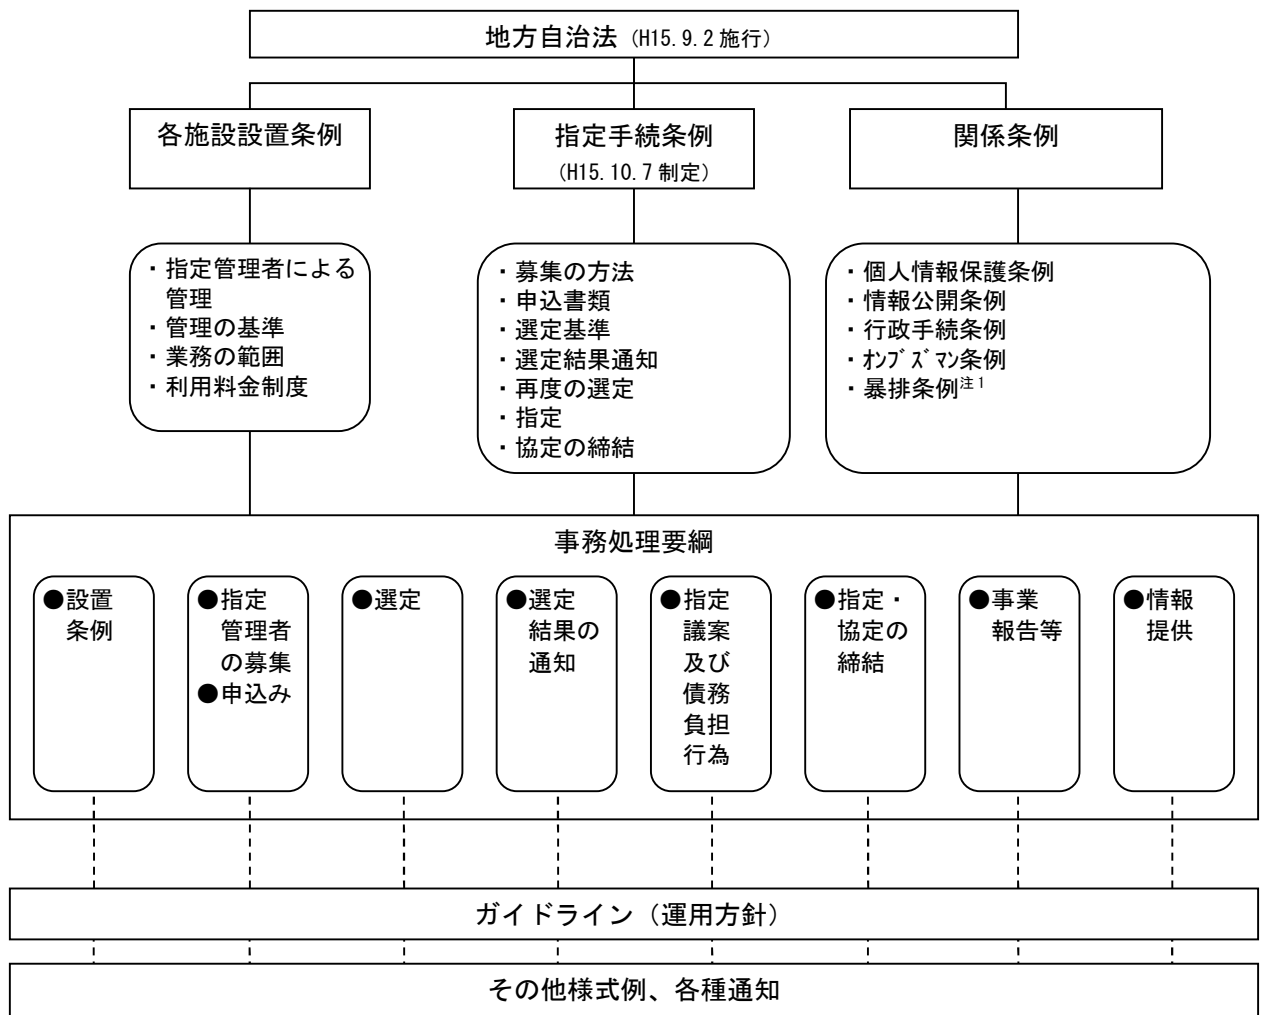 地方自治法（H15.9.2 施行）
各施設設置条例
指定手続条例
（H15.10.7 制定）
関係条例
・指定管理者による
管理
・管理の基準
・業務の範囲
・利用料金制度
・募集の方法
・申込書類
・選定基準
・選定結果通知
・再度の選定
・指定
・協定の締結
・個人情報保護条例
・情報公開条例
・行政手続条例
・ｵﾝﾌﾞｽﾞﾏﾝ条例
・暴排条例注1
事務処理要綱
●設置
条例
●指定
管理者
の募集
●申込み
●選定
●選定
結果の
通知
●指定
議案
及び
債務
負担
行為
●指定・
協定の
締結
●事業
報告等
●情報
提供
ガイドライン（運用方針）
その他様式例、各種通知